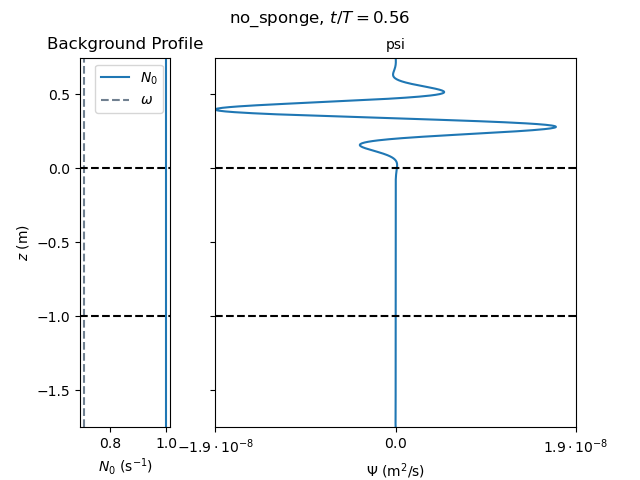 no_sponge, t/T = 0.56
Background Profile
psi
N₀
ω
0.5
0.0
−0.5
−1.0
−1.5
z (m)
0.8
1.0
N₀ (s⁻¹)
−1.9 · 10⁻⁸
0.0
1.9 · 10⁻⁸
Ψ (m²/s)